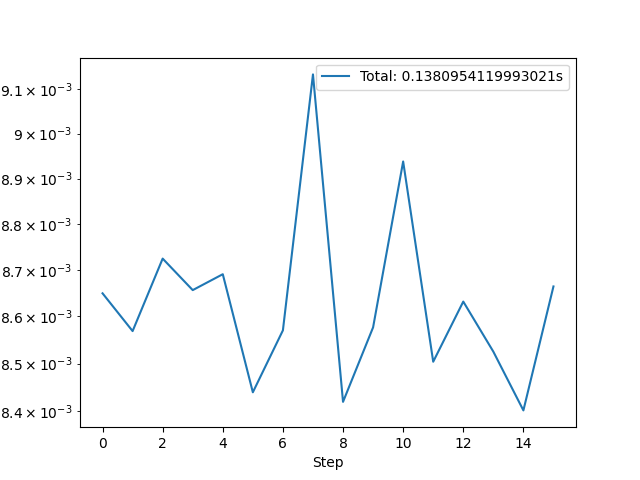 Total: 0.1380954119993021s
9.1 × 10⁻³
9 × 10⁻³
8.9 × 10⁻³
8.8 × 10⁻³
8.7 × 10⁻³
8.6 × 10⁻³
8.5 × 10⁻³
8.4 × 10⁻³
0 2 4 6 8 10 12 14
Step